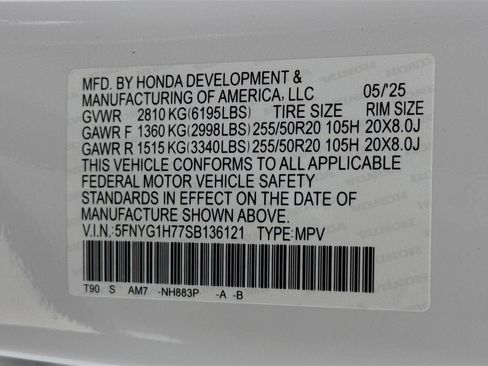 MFD. BY HONDA DEVELOPMENT &
MANUFACTURING OF AMERICA, LLC 05/'25
GVWR 2810 KG(6195LBS) TIRE SIZE RIM SIZE
GAWR F 1360 KG(2998LBS) 255/50R20 105H 20X8.0J
GAWR R 1515 KG(3340LBS) 255/50R20 105H 20X8.0J
THIS VEHICLE CONFORMS TO ALL APPLICABLE
FEDERAL MOTOR VEHICLE SAFETY
STANDARDS IN EFFECT ON THE DATE OF
MANUFACTURE SHOWN ABOVE.
V.I.N.:5FNYG1H77SB136121 TYPE:MPV
T90 S AM7 -NH883P -A -B